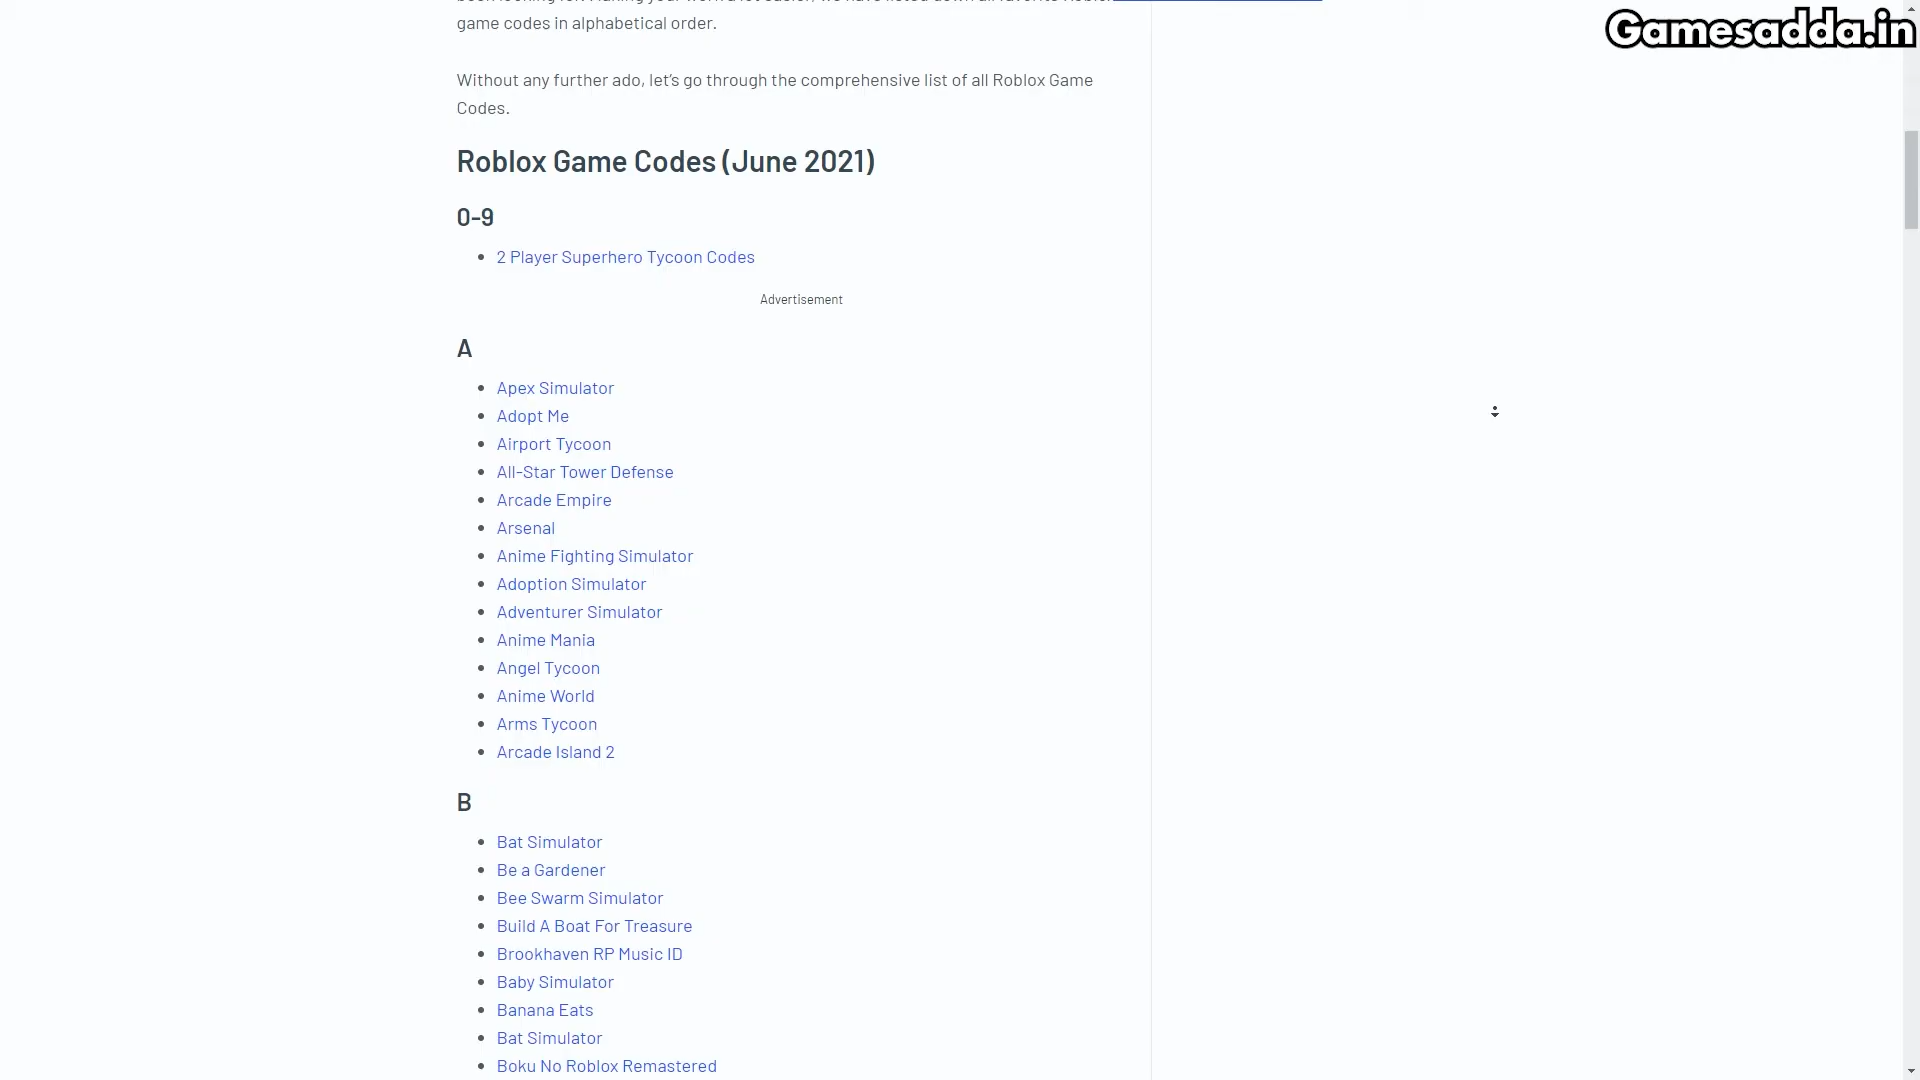 Gamesadda.in
game codes in alphabetical order.
Without any further ado, let's go through the comprehensive list of all Roblox Game
Codes.
Roblox Game Codes (June 2021)
0-9
2 Player Superhero Tycoon Codes
Advertisement
A
Apex Simulator
Adopt Me
Airport Tycoon
All-Star Tower Defense
Arcade Empire
Arsenal
Anime Fighting Simulator
Adoption Simulator
Adventurer Simulator
Anime Mania
Angel Tycoon
Anime World
Arms Tycoon
Arcade Island 2
B
Bat Simulator
Be a Gardener
Bee Swarm Simulator
Build A Boat For Treasure
Brookhaven RP Music ID
Baby Simulator
Banana Eats
Bat Simulator
Boku No Roblox Remastered